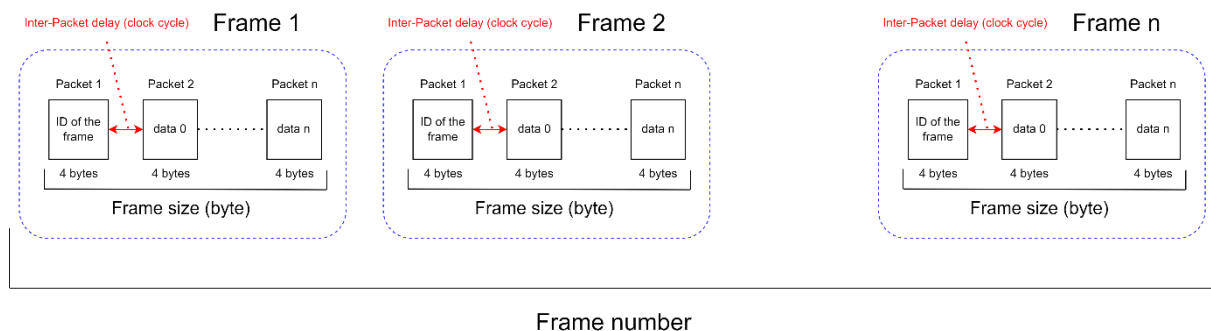 Inter-Packet delay (clock cycle)
Frame 1
Packet 1
Packet 2
Packet n
ID of the
frame
data 0
data n
4 bytes
4 bytes
4 bytes
Frame size (byte)
Inter-Packet delay (clock cycle)
Frame 2
Packet 1
Packet 2
Packet n
ID of the
frame
data 0
data n
4 bytes
4 bytes
4 bytes
Frame size (byte)
Inter-Packet delay (clock cycle)
Frame n
Packet 1
Packet 2
Packet n
ID of the
frame
data 0
data n
4 bytes
4 bytes
4 bytes
Frame size (byte)
Frame number